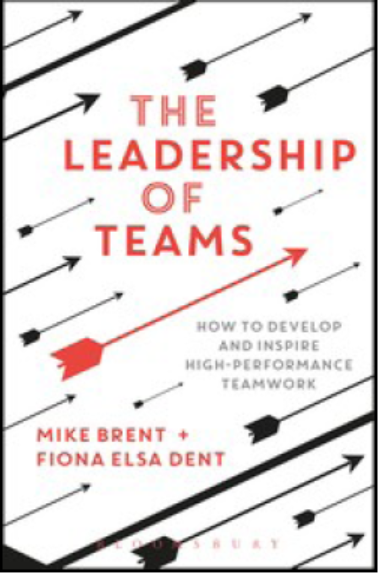 THE
LEADERSHIP
OF
TEAMS
HOW TO DEVELOP
AND INSPIRE
HIGH-PERFORMANCE
TEAMWORK
MIKE BRENT +
FIONA ELSA DENT
BLOOMSBURY